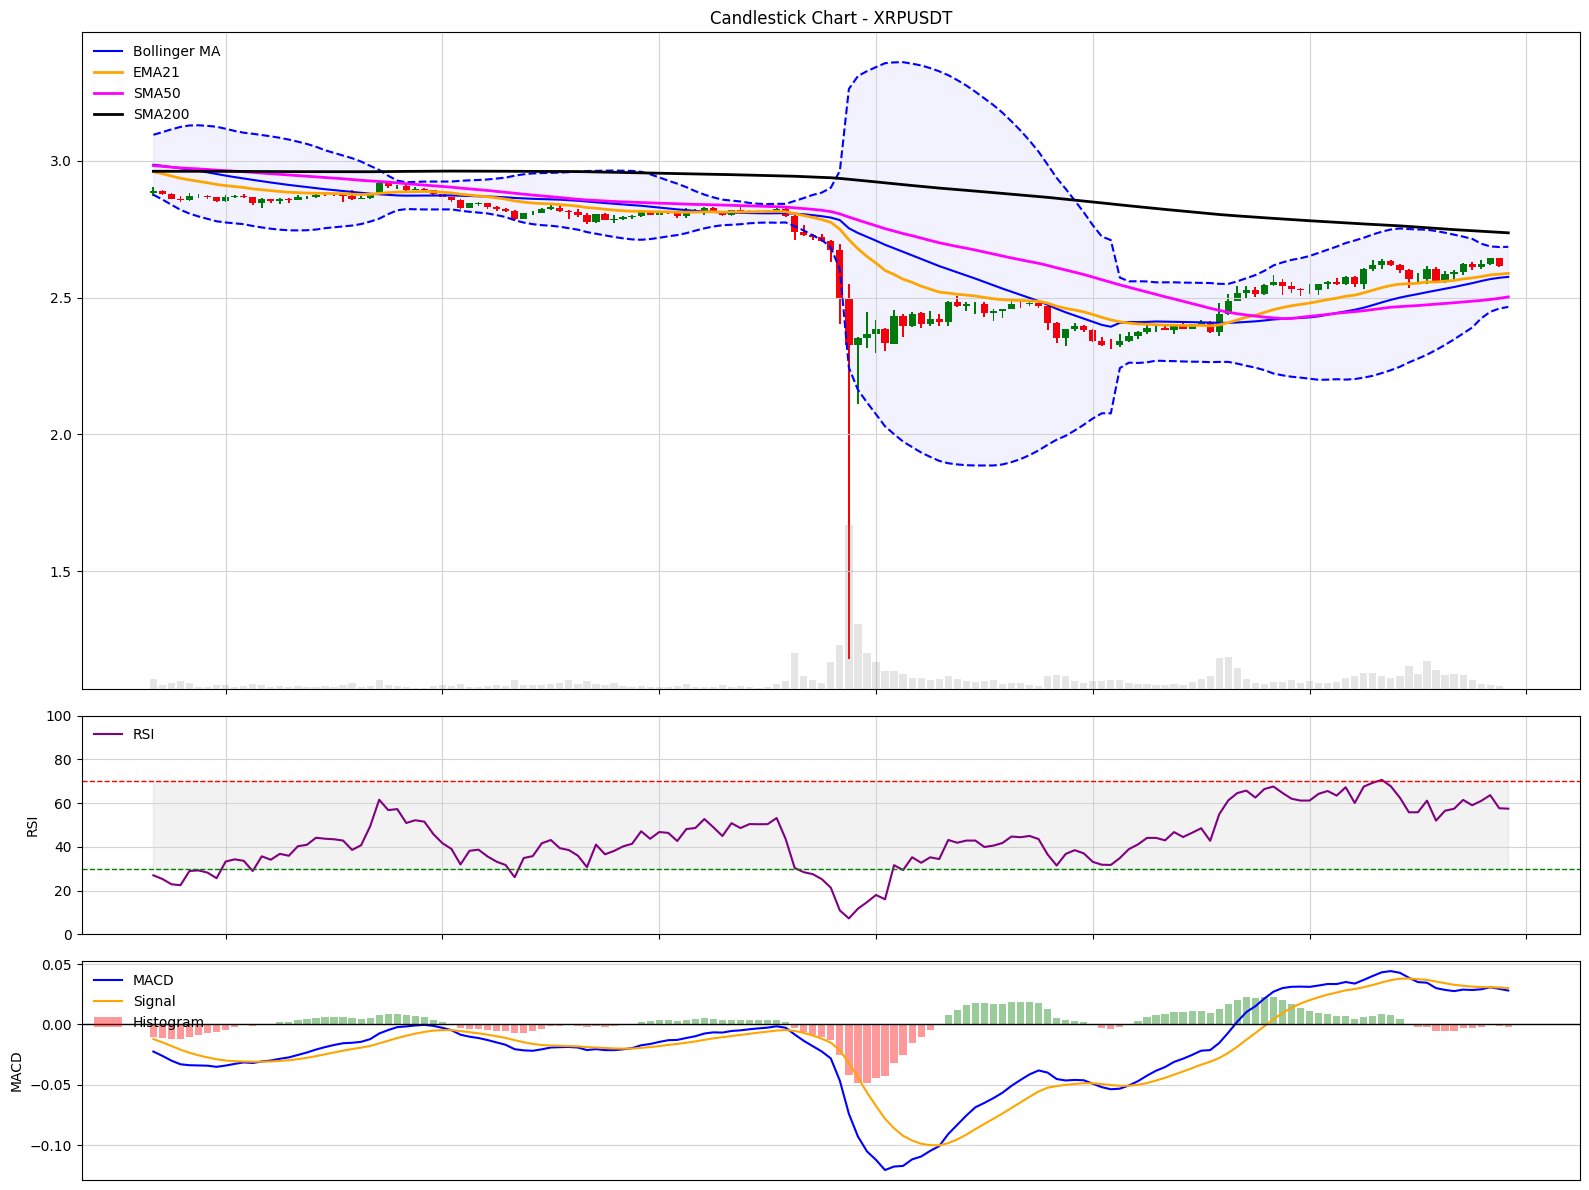 Candlestick Chart - XRPUSDT
Bollinger MA
EMA21
SMA50
SMA200
3.0
2.5
2.0
1.5
RSI
100
80
60
40
20
0
RSI
MACD
Signal
Histogram
0.05
0.00
−0.05
−0.10
MACD